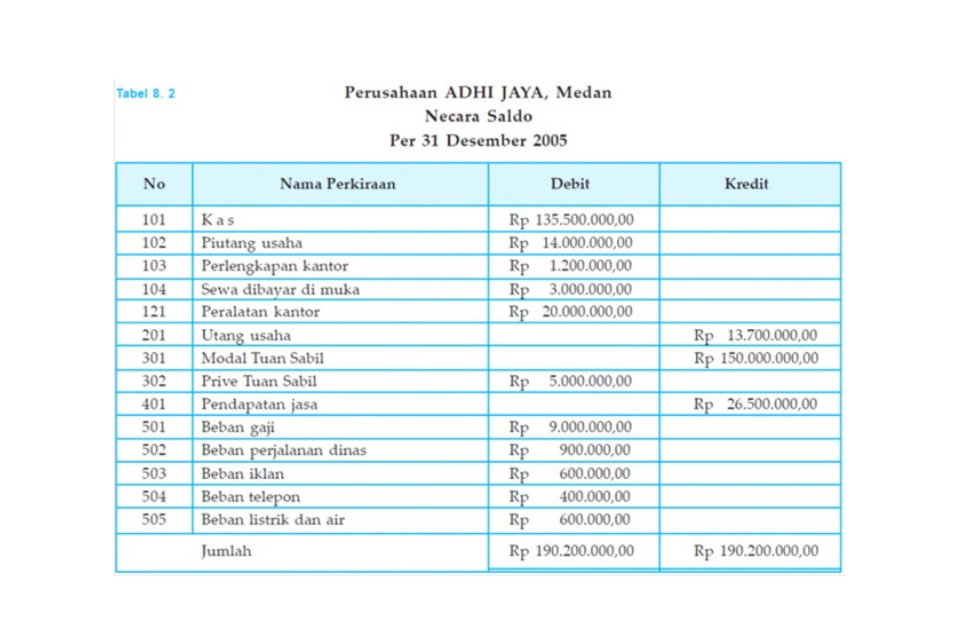 Tabel 8. 2
Perusahaan ADHI JAYA, Medan
Necara Saldo
Per 31 Desember 2005
No Nama Perkiraan Debit Kredit
101 K a s Rp 135.500.000,00
102 Piutang usaha Rp 14.000.000,00
103 Perlengkapan kantor Rp 1.200.000,00
104 Sewa dibayar di muka Rp 3.000.000,00
121 Peralatan kantor Rp 20.000.000,00
201 Utang usaha Rp 13.700.000,00
301 Modal Tuan Sabil Rp 150.000.000,00
302 Prive Tuan Sabil Rp 5.000.000,00
401 Pendapatan jasa Rp 26.500.000,00
501 Beban gaji Rp 9.000.000,00
502 Beban perjalanan dinas Rp 900.000,00
503 Beban iklan Rp 600.000,00
504 Beban telepon Rp 400.000,00
505 Beban listrik dan air Rp 600.000,00
Jumlah Rp 190.200.000,00 Rp 190.200.000,00